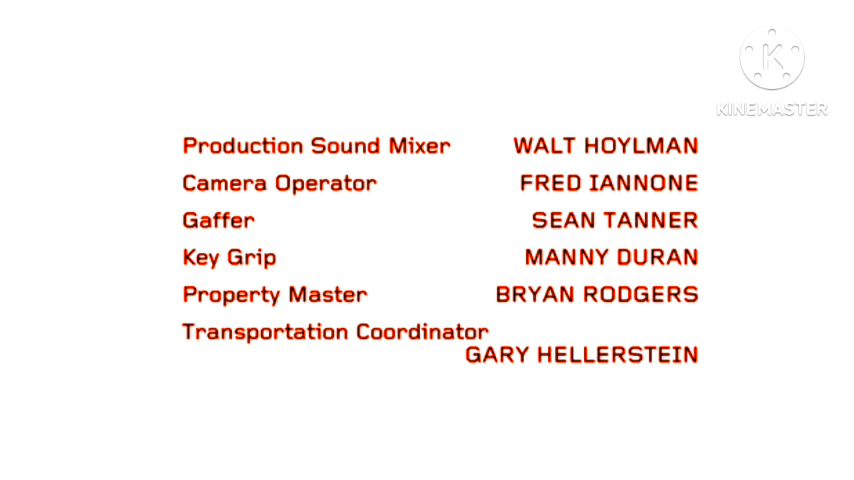 KINEMASTER
Production Sound Mixer WALT HOYLMAN
Camera Operator FRED IANNONE
Gaffer SEAN TANNER
Key Grip MANNY DURAN
Property Master BRYAN RODGERS
Transportation Coordinator
GARY HELLERSTEIN